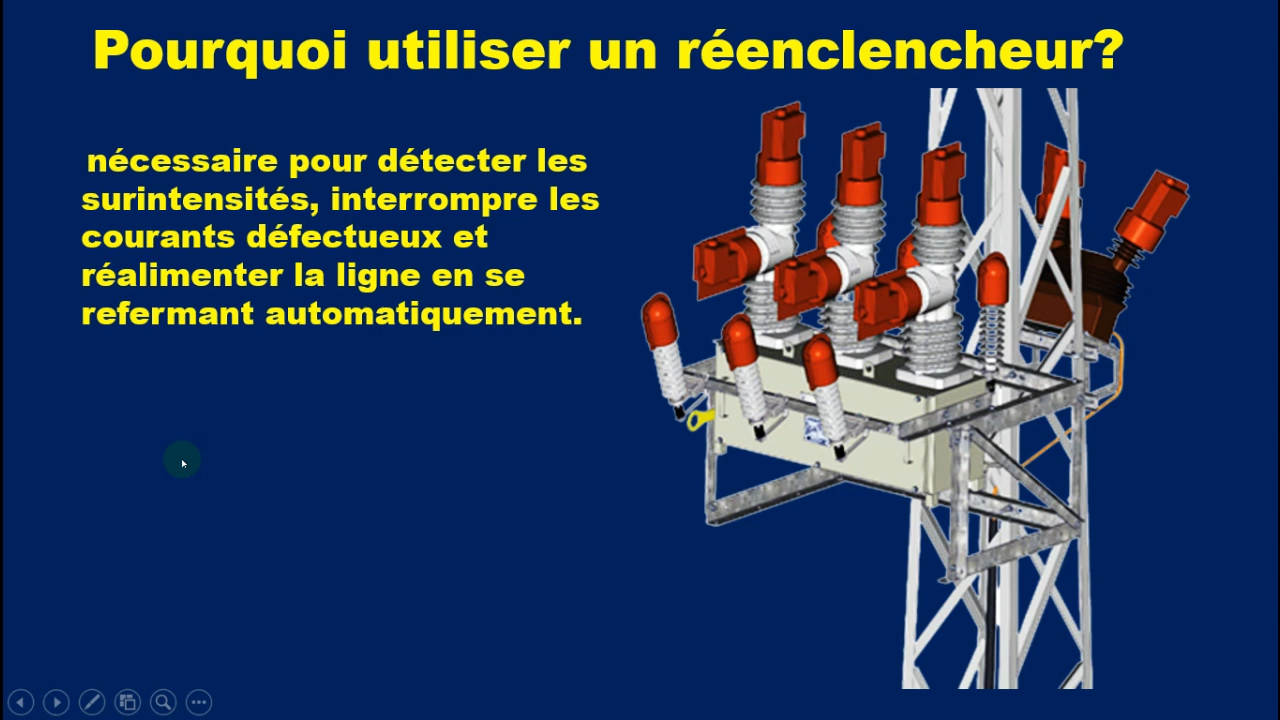 Pourquoi utiliser un réenclencheur?
nécessaire pour détecter les
surintensités, interrompre les
courants défectueux et
réalimenter la ligne en se
refermant automatiquement.